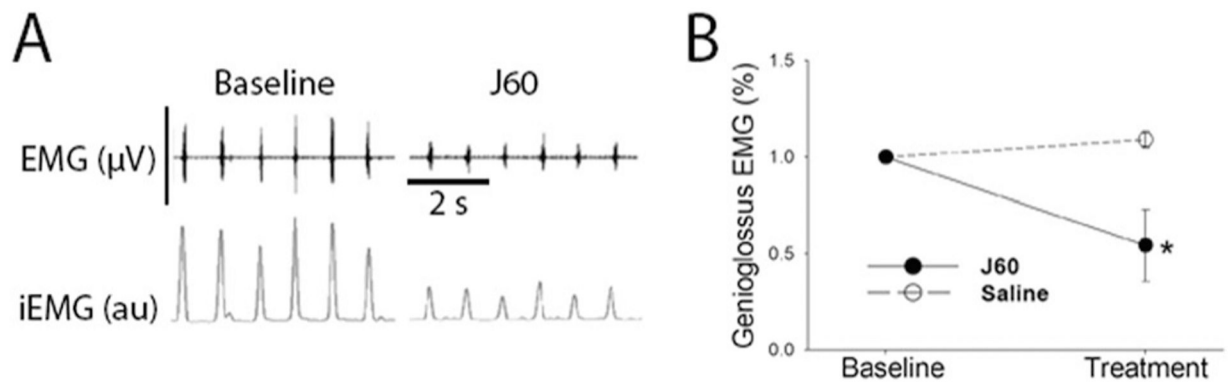 A
Baseline
J60
EMG (µV)
2 s
iEMG (au)
B
Genioglossus EMG (%)
1.5
1.0
0.5
0.0
J60
Saline
*
Baseline
Treatment